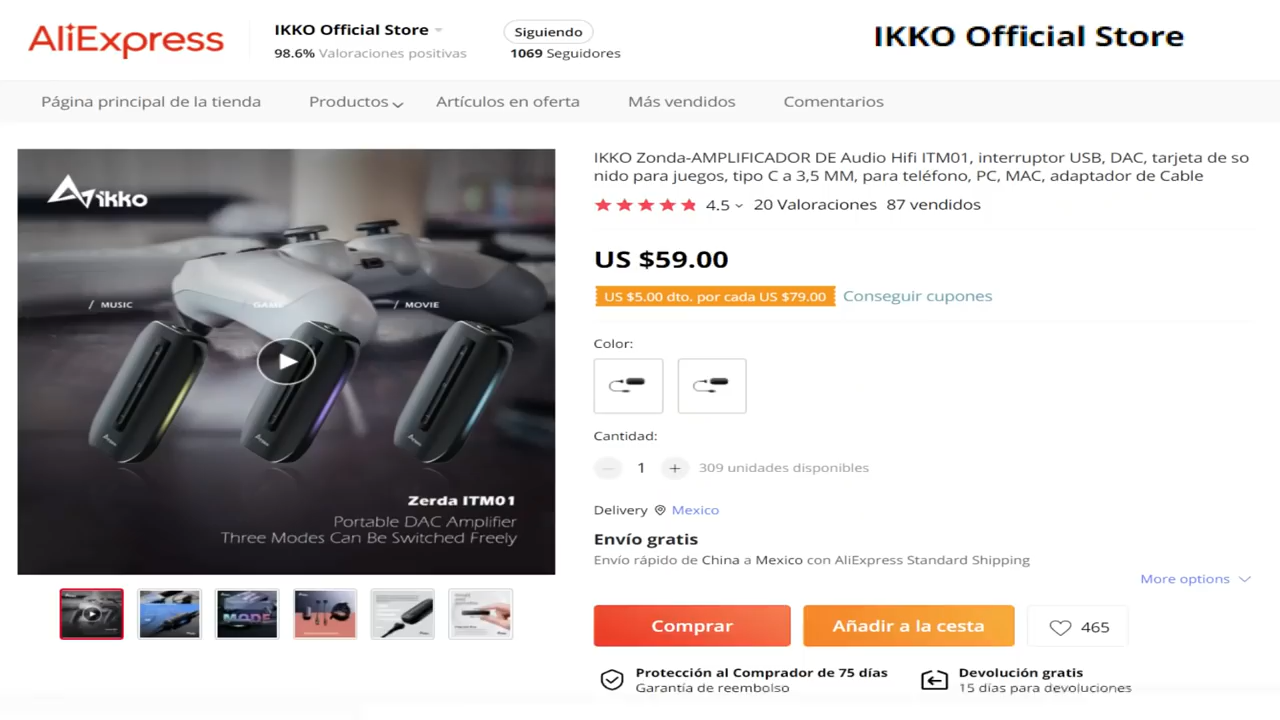 AliExpress
IKKO Official Store
98.6% Valoraciones positivas
Siguiendo
1069 Seguidores
IKKO Official Store
Página principal de la tienda
Productos
Artículos en oferta
Más vendidos
Comentarios
ikko
/ MUSIC
GAME
/ MOVIE
Zerda ITM01
Portable DAC Amplifier
Three Modes Can Be Switched Freely
MODE
IKKO Zonda-AMPLIFICADOR DE Audio Hifi ITM01, interruptor USB, DAC, tarjeta de so
nido para juegos, tipo C a 3,5 MM, para teléfono, PC, MAC, adaptador de Cable
4.5
20 Valoraciones
87 vendidos
US $59.00
US $5.00 dto. por cada US $79.00
Conseguir cupones
Color:
Cantidad:
1
+
309 unidades disponibles
Delivery
Mexico
Envío gratis
Envío rápido de China a Mexico con AliExpress Standard Shipping
More options
Comprar
Añadir a la cesta
465
Protección al Comprador de 75 días
Garantía de reembolso
Devolución gratis
15 días para devoluciones